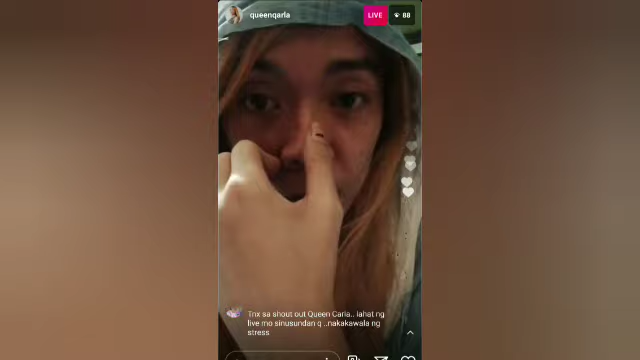 queenqarla
LIVE
88
Tnx sa shout out Queen Carla.. lahat ng
live mo sinusundan q ..nakakawala ng
stress